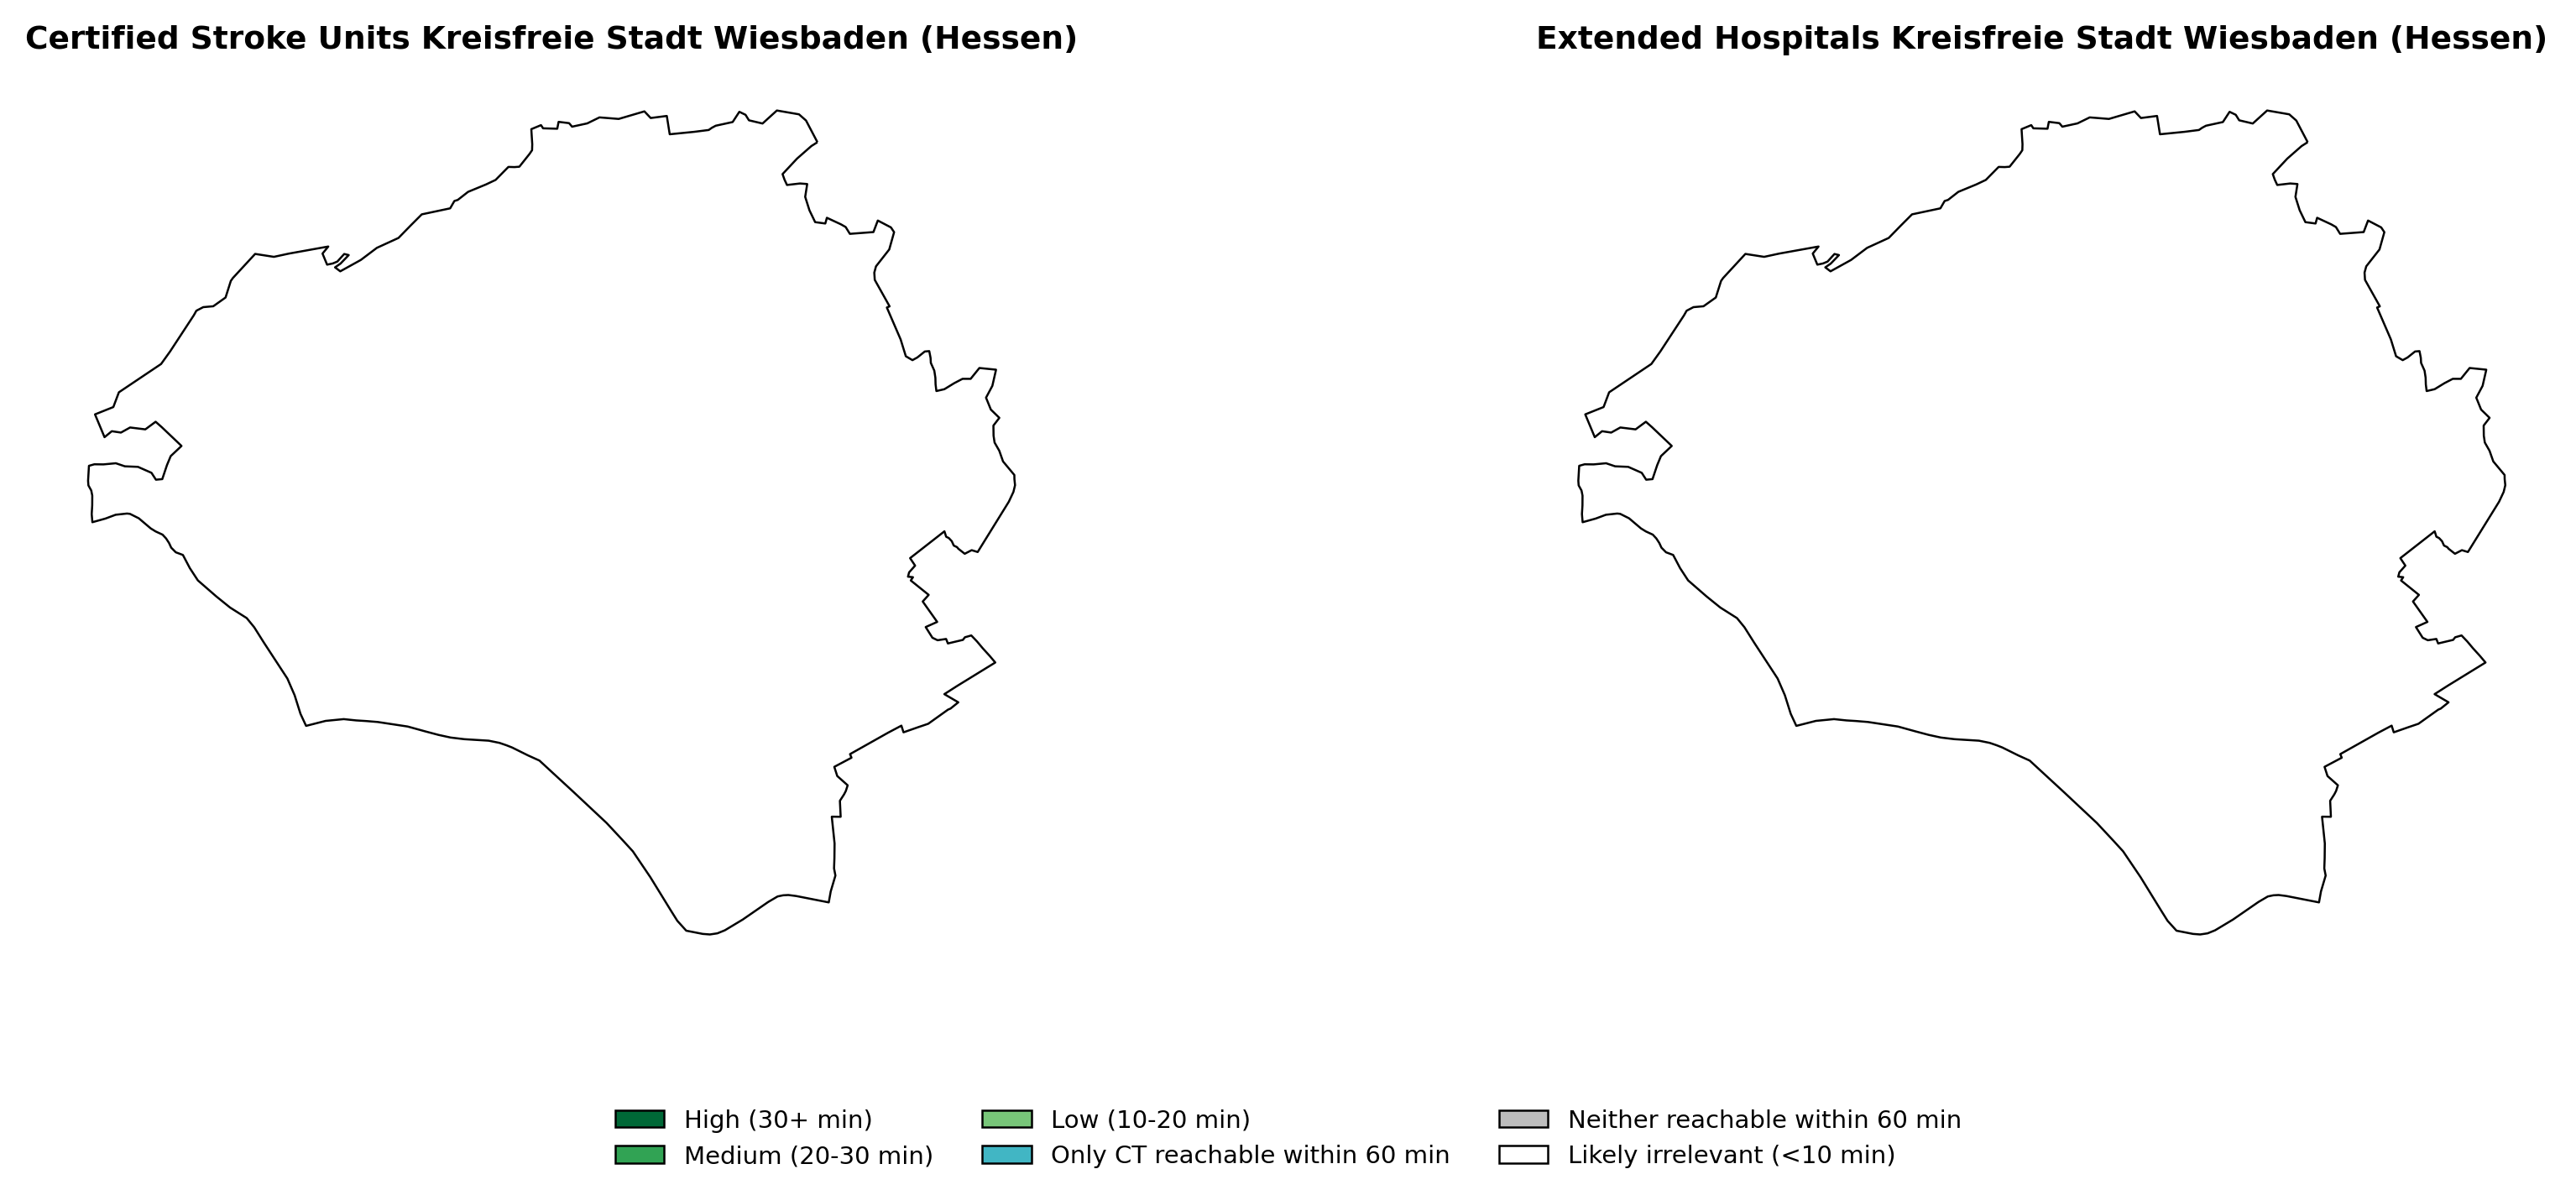 Certified Stroke Units Kreisfreie Stadt Wiesbaden (Hessen)
Extended Hospitals Kreisfreie Stadt Wiesbaden (Hessen)
High (30+ min)
Medium (20-30 min)
Low (10-20 min)
Only CT reachable within 60 min
Neither reachable within 60 min
Likely irrelevant (<10 min)